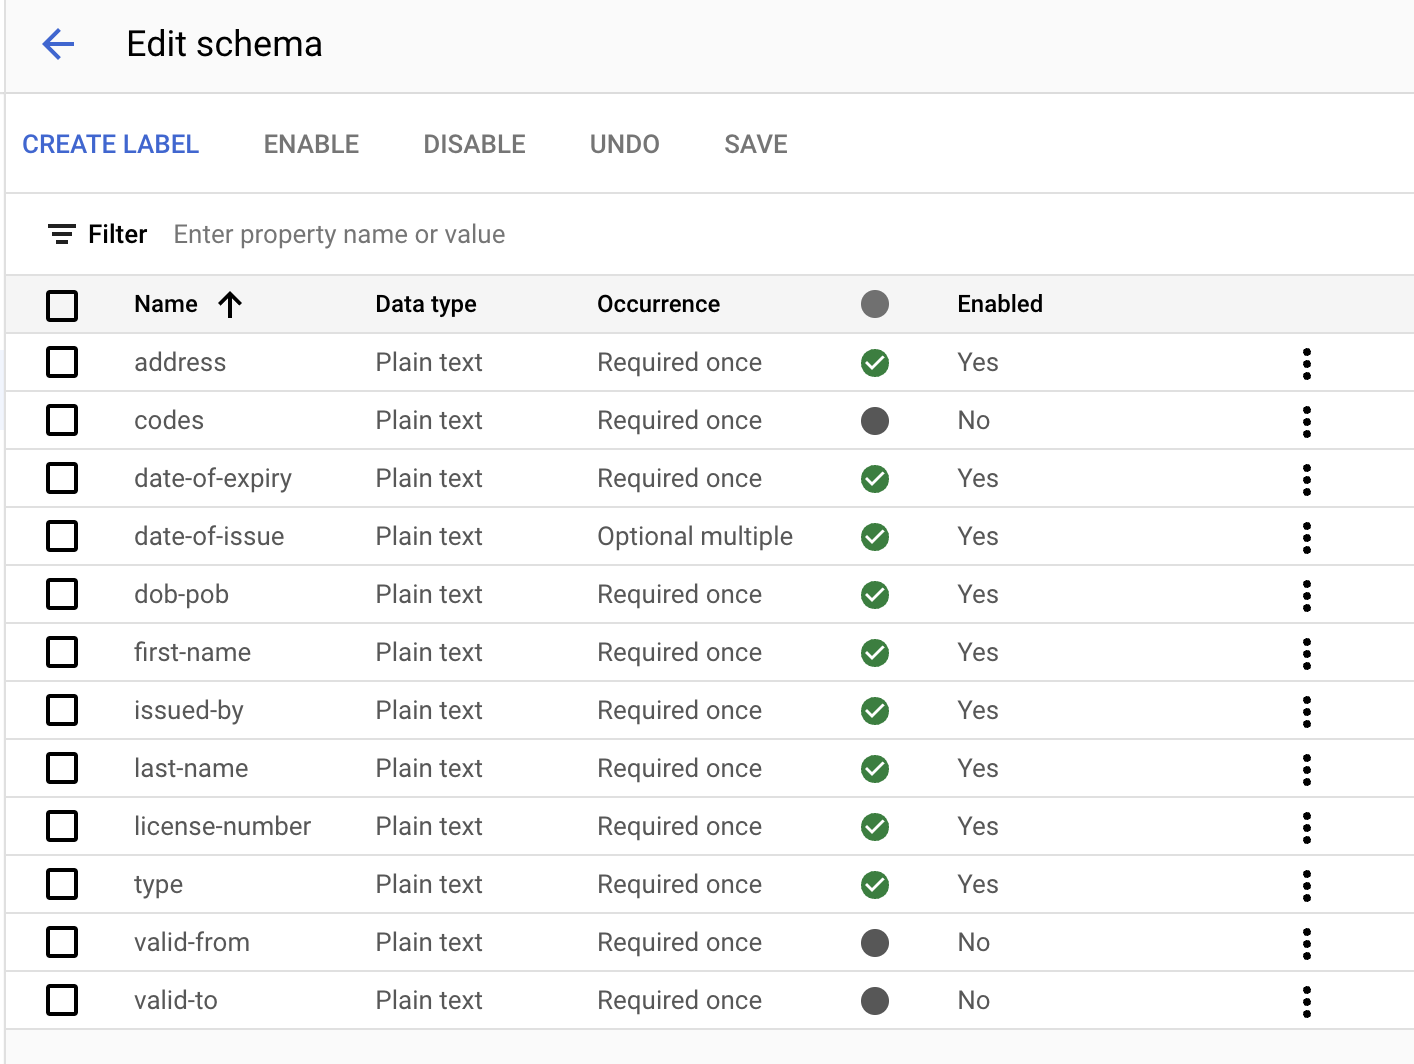 Edit schema
CREATE LABEL ENABLE DISABLE UNDO SAVE
Filter Enter property name or value
Name Data type Occurrence Enabled
address Plain text Required once Yes
codes Plain text Required once No
date-of-expiry Plain text Required once Yes
date-of-issue Plain text Optional multiple Yes
dob-pob Plain text Required once Yes
first-name Plain text Required once Yes
issued-by Plain text Required once Yes
last-name Plain text Required once Yes
license-number Plain text Required once Yes
type Plain text Required once Yes
valid-from Plain text Required once No
valid-to Plain text Required once No